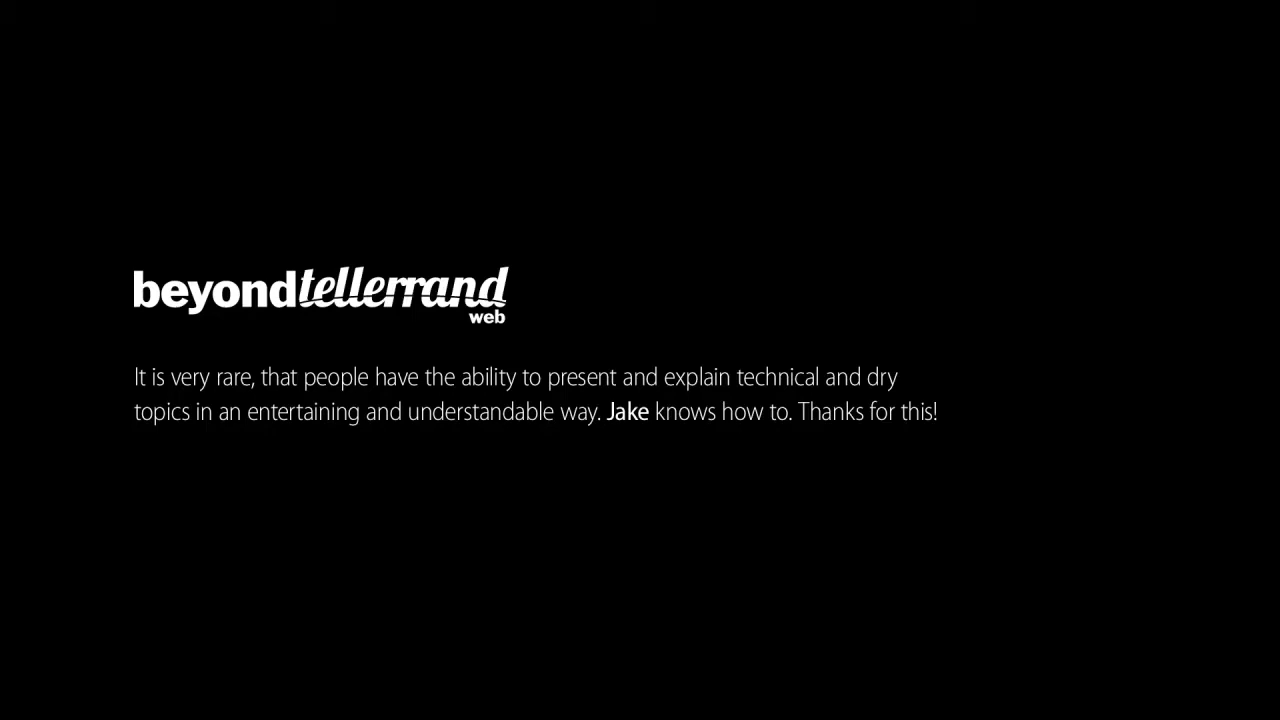 beyondtellerrand
web
It is very rare, that people have the ability to present and explain technical and dry
topics in an entertaining and understandable way. Jake knows how to. Thanks for this!